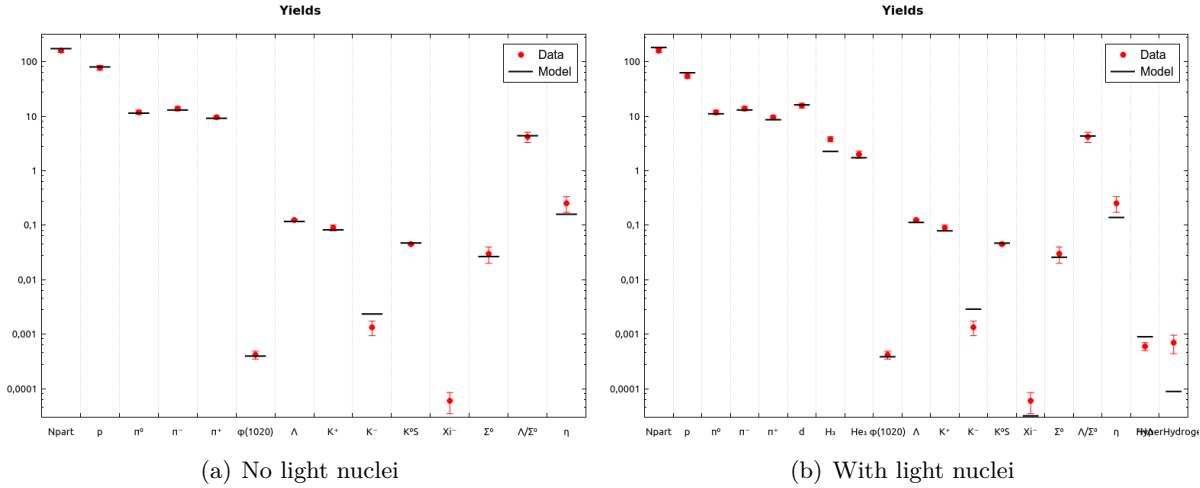 Yields
100
10
1
0,1
0,01
0,001
0,0001
Data
Model
Npart p π⁰ π⁻ π⁺ φ(1020) Λ K⁺ K⁻ K⁰S Xi⁻ Σ⁰ Λ/Σ⁰ η
(a) No light nuclei
Yields
100
10
1
0,1
0,01
0,001
0,0001
Data
Model
Npart p π⁰ π⁻ π⁺ d H₃ He₃ φ(1020) Λ K⁺ K⁻ K⁰S Xi⁻ Σ⁰ Λ/Σ⁰ η HyperHydroge
(b) With light nuclei